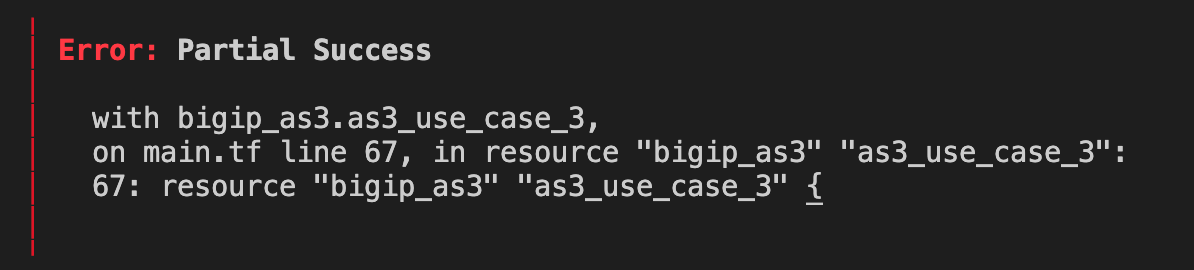 Error: Partial Success
with bigip_as3.as3_use_case_3,
on main.tf line 67, in resource "bigip_as3" "as3_use_case_3":
67: resource "bigip_as3" "as3_use_case_3" {